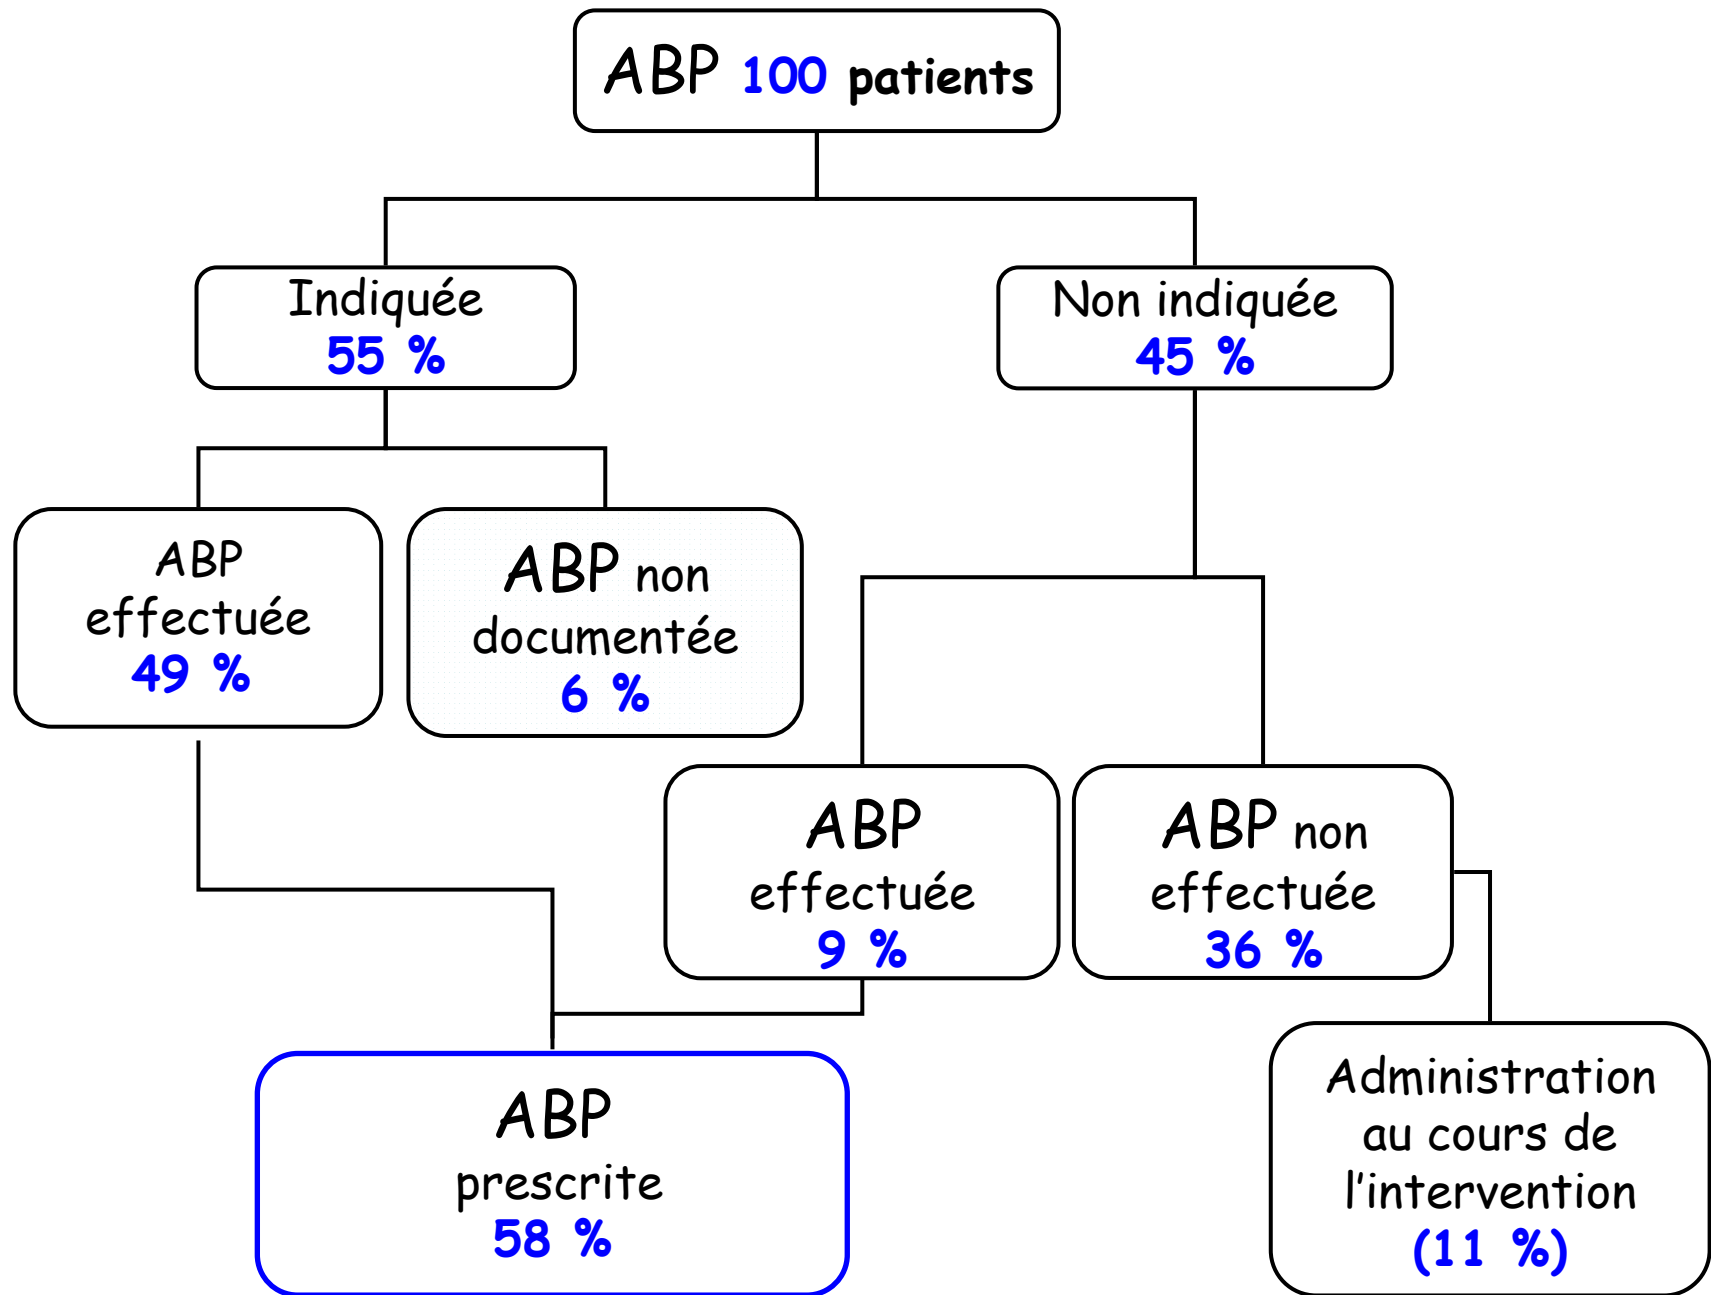 ABP 100 patients
Indiquée
55 %
Non indiquée
45 %
ABP
effectuée
49 %
ABP non
documentée
6 %
ABP
effectuée
9 %
ABP non
effectuée
36 %
ABP
prescrite
58 %
Administration
au cours de
l'intervention
(11 %)